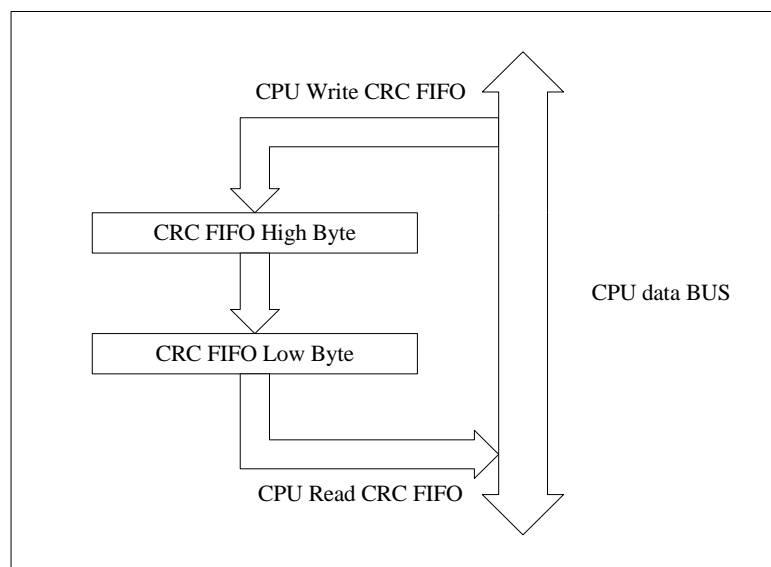 CPU Write CRC FIFO
CRC FIFO High Byte
CPU data BUS
CRC FIFO Low Byte
CPU Read CRC FIFO